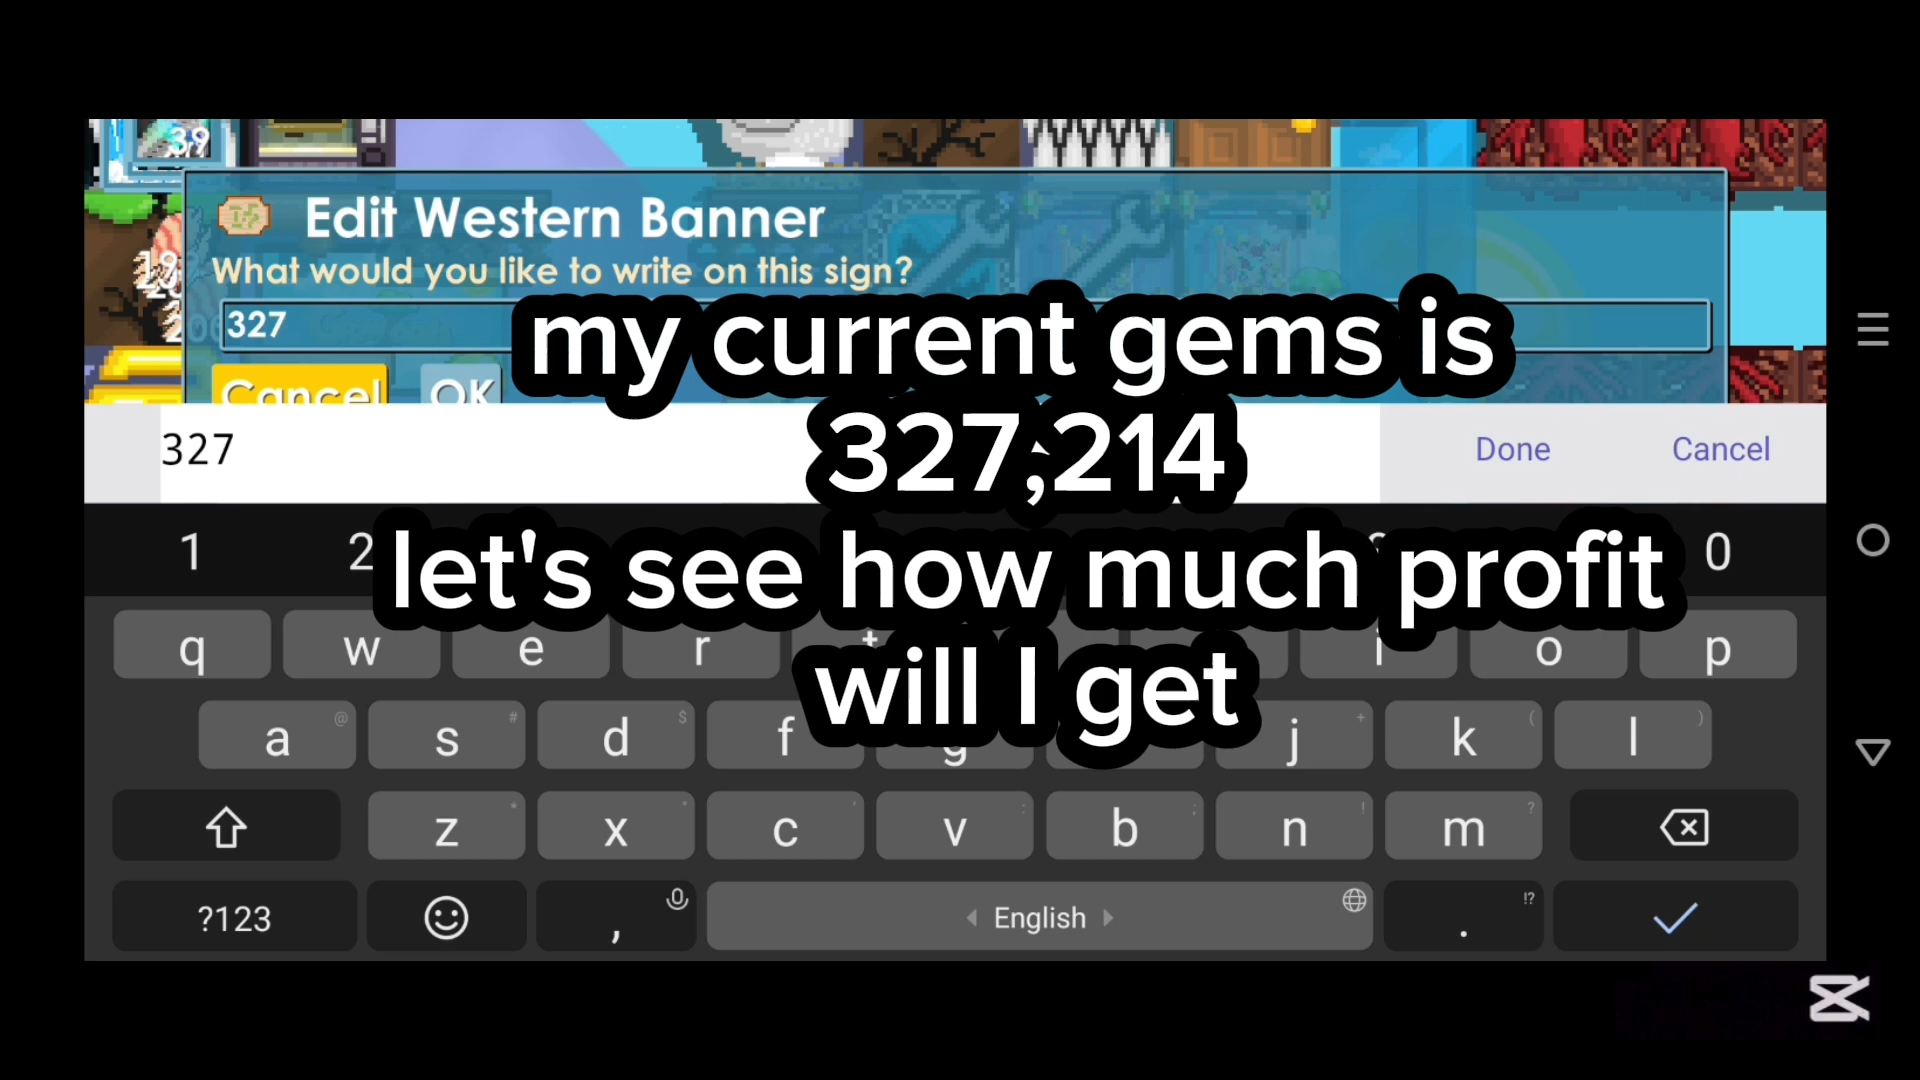 39
Edit Western Banner
What would you like to write on this sign?
327
my current gems is
327,214
let's see how much profit
will I get
Cancel OK
327
Done Cancel
1 2 0
q w e r i o p
a s d f g j k l
z x c v b n m
?123 , English . !?